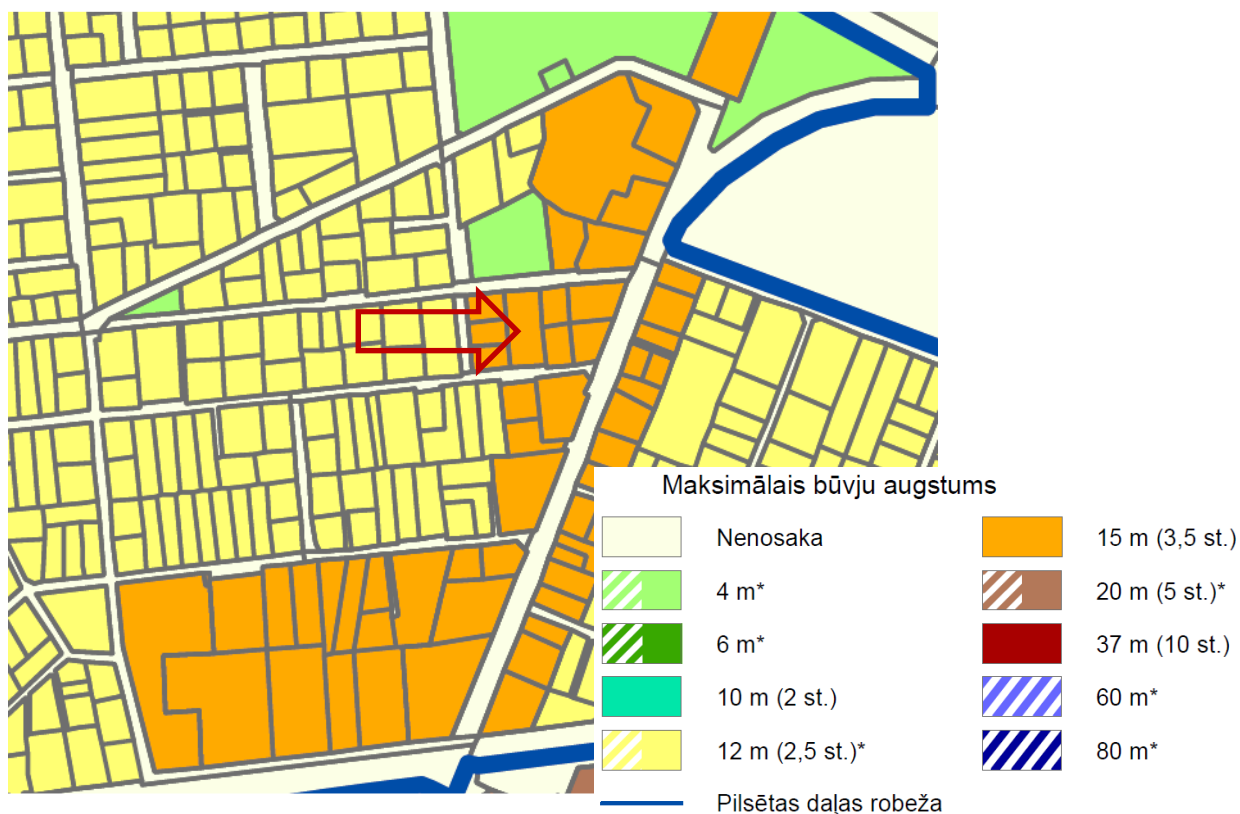 Maksimālais būvju augstums
Nenosaka
4 m*
6 m*
10 m (2 st.)
12 m (2,5 st.)*
Pilsētas daļas robeža
15 m (3,5 st.)
20 m (5 st.)*
37 m (10 st.)
60 m*
80 m*